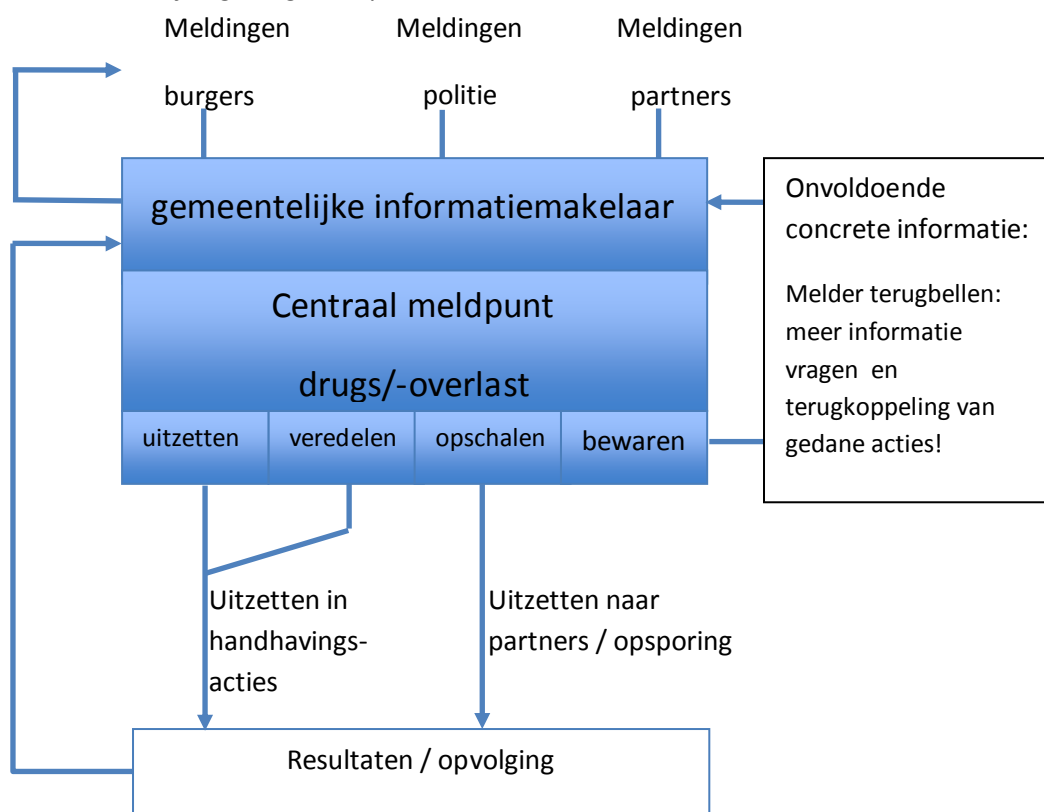 Meldingen Meldingen Meldingen
burgers politie partners
gemeentelijke informatiemakelaar
Centraal meldpunt
drugs/-overlast
uitzetten veredelen opschalen bewaren
Onvoldoende
concrete informatie:
Melder terugbellen:
meer informatie
vragen en
terugkoppeling van
gedane acties!
Uitzetten in
handhavings-
acties
Uitzetten naar
partners / opsporing
Resultaten / opvolging